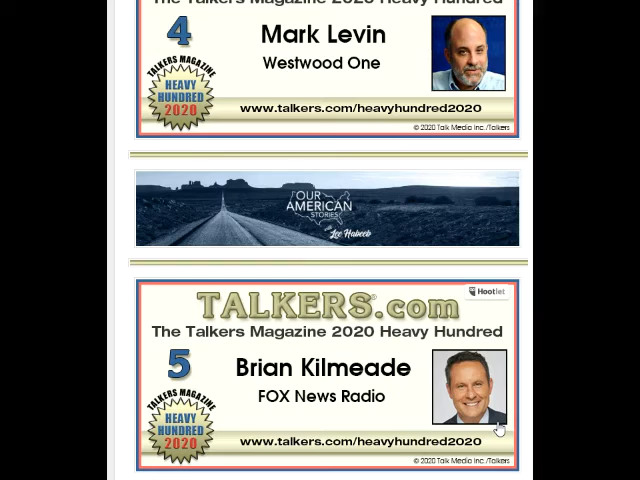 The Talkers Magazine 2020 Heavy Hundred
4
Mark Levin
Westwood One
TALKERS MAGAZINE
HEAVY
HUNDRED
2020
www.talkers.com/heavyhundred2020
© 2020 Talk Media Inc./Talkers
OUR
AMERICAN
STORIES
with Lee Habeeb
TALKERS.com
Hootlet
The Talkers Magazine 2020 Heavy Hundred
5
Brian Kilmeade
FOX News Radio
TALKERS MAGAZINE
HEAVY
HUNDRED
2020
www.talkers.com/heavyhundred2020
© 2020 Talk Media Inc./Talkers